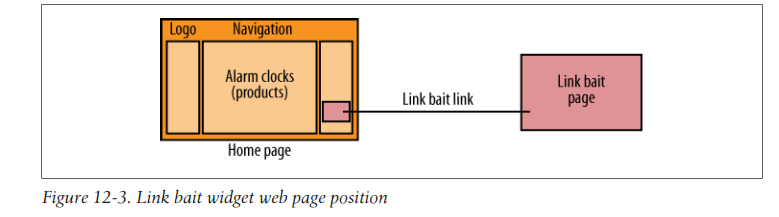 Logo Navigation
Alarm clocks
(products)
Link bait link
Link bait
page
Home page
Figure 12-3. Link bait widget web page position